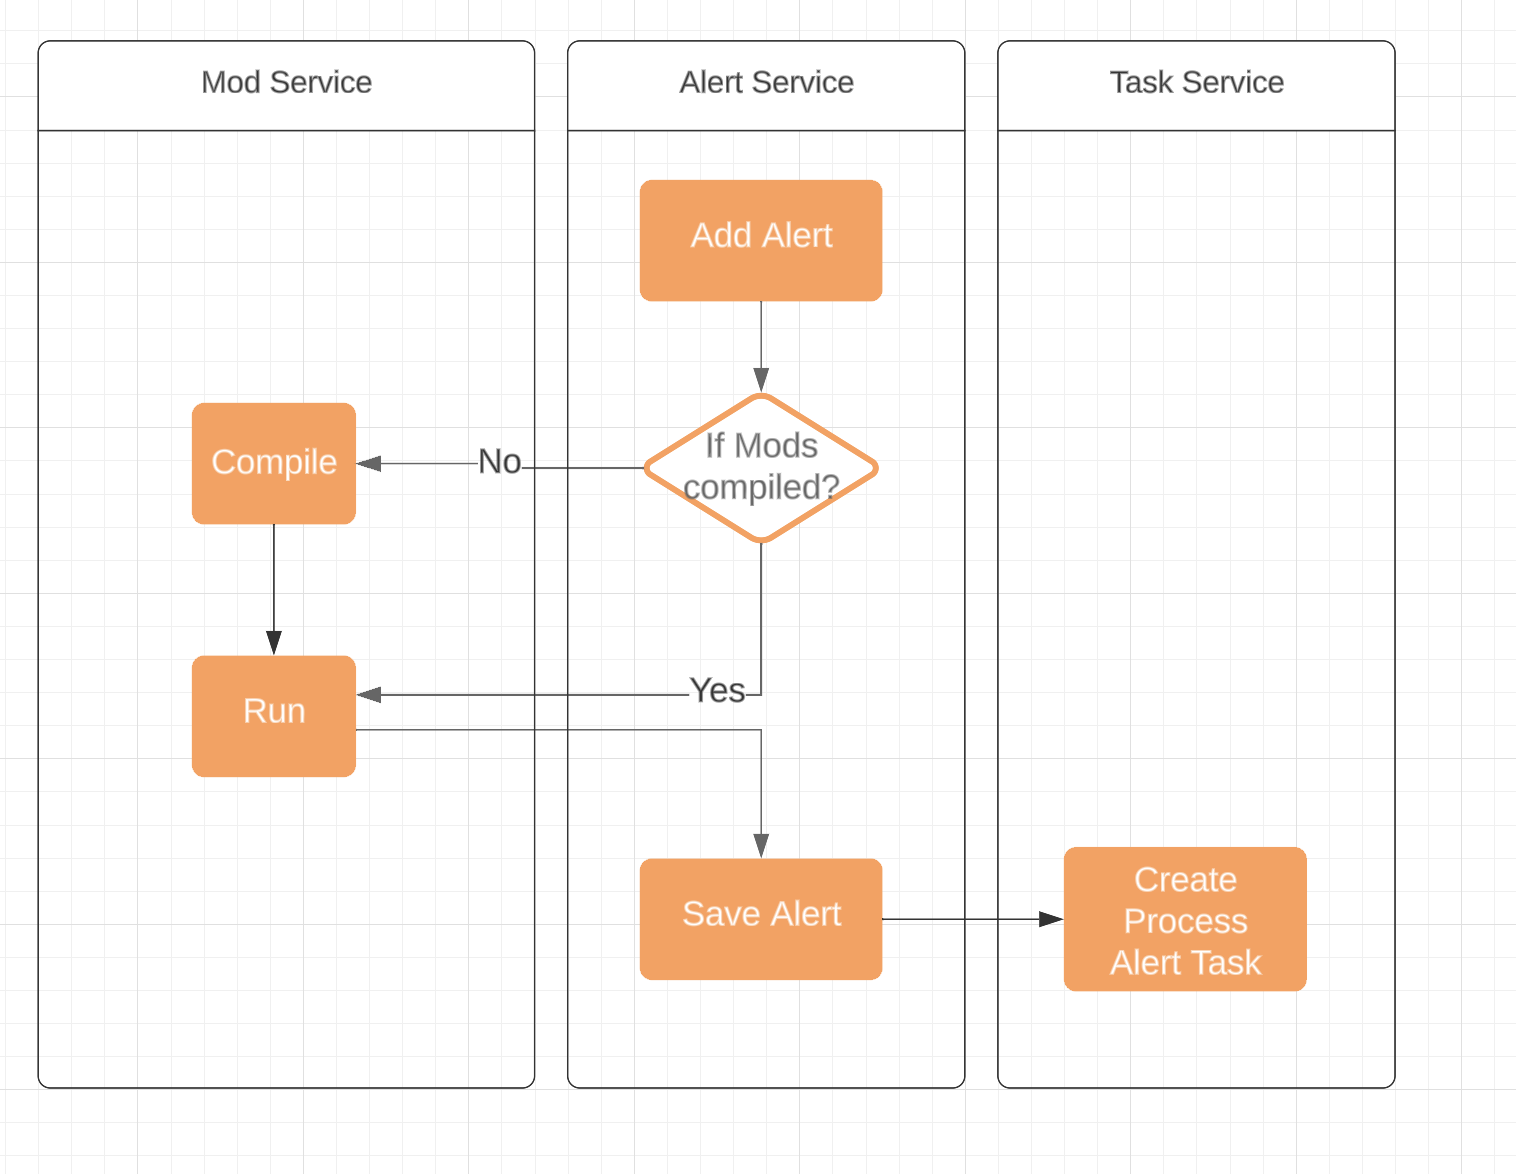 Mod Service
Alert Service
Task Service
Add Alert
If Mods
compiled?
No
Compile
Yes
Run
Save Alert
Create
Process
Alert Task